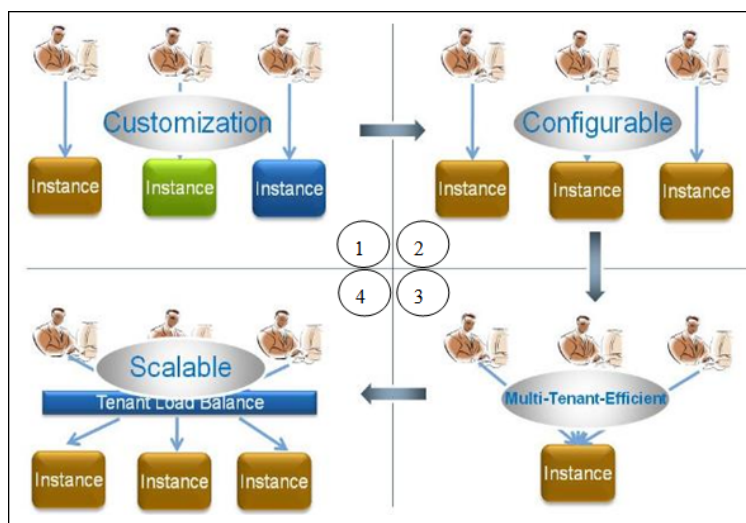 Customization
Instance
Instance
Instance
Configurable
Instance
Instance
Instance
1
2
4
3
Scalable
Tenant Load Balance
Instance
Instance
Instance
Multi-Tenant-Efficient
Instance